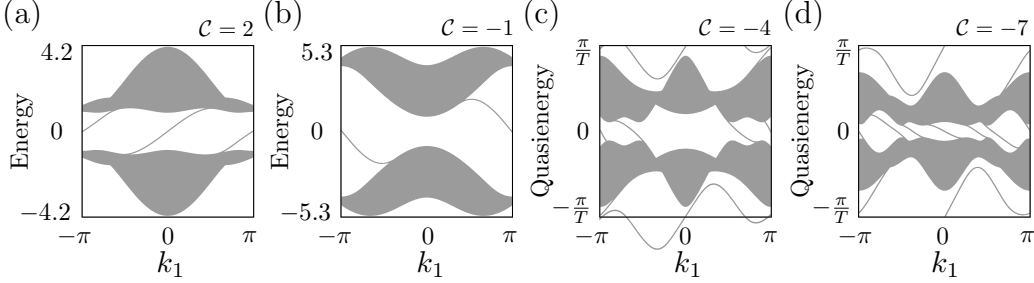 (a)
𝒞 = 2
4.2
0
−4.2
Energy
−π
0
π
k₁
(b)
𝒞 = −1
5.3
0
−5.3
Energy
−π
0
π
k₁
(c)
𝒞 = −4
π/T
0
−π/T
Quasienergy
−π
0
π
k₁
(d)
𝒞 = −7
π/T
0
−π/T
Quasienergy
−π
0
π
k₁